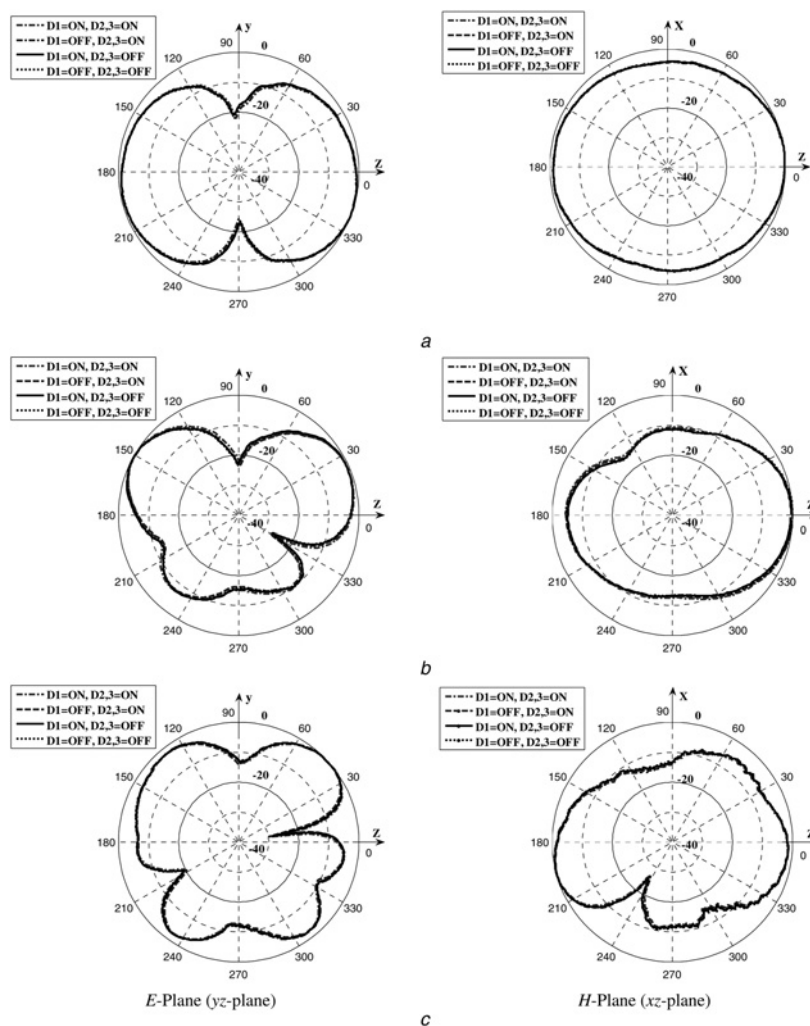 D1=ON, D2,3=ON
D1=OFF, D2,3=ON
D1=ON, D2,3=OFF
D1=OFF, D2,3=OFF
y
90
0
120
60
150
30
-20
180
Z
0
-40
210
330
240
300
270
D1=ON, D2,3=ON
D1=OFF, D2,3=ON
D1=ON, D2,3=OFF
D1=OFF, D2,3=OFF
X
90
0
120
60
150
30
-20
180
Z
0
-40
210
330
240
300
270
a
D1=ON, D2,3=ON
D1=OFF, D2,3=ON
D1=ON, D2,3=OFF
D1=OFF, D2,3=OFF
y
90
0
120
60
150
30
-20
180
Z
0
-40
210
330
240
300
270
D1=ON, D2,3=ON
D1=OFF, D2,3=ON
D1=ON, D2,3=OFF
D1=OFF, D2,3=OFF
X
90
0
120
60
150
30
-20
180
Z
0
-40
210
330
240
300
270
b
D1=ON, D2,3=ON
D1=OFF, D2,3=ON
D1=ON, D2,3=OFF
D1=OFF, D2,3=OFF
y
90
0
120
60
150
30
-20
180
Z
0
-40
210
330
240
300
270
D1=ON, D2,3=ON
D1=OFF, D2,3=ON
D1=ON, D2,3=OFF
D1=OFF, D2,3=OFF
X
90
0
120
60
150
30
-20
180
Z
0
-40
210
330
240
300
270
E-Plane (yz-plane)
H-Plane (xz-plane)
c